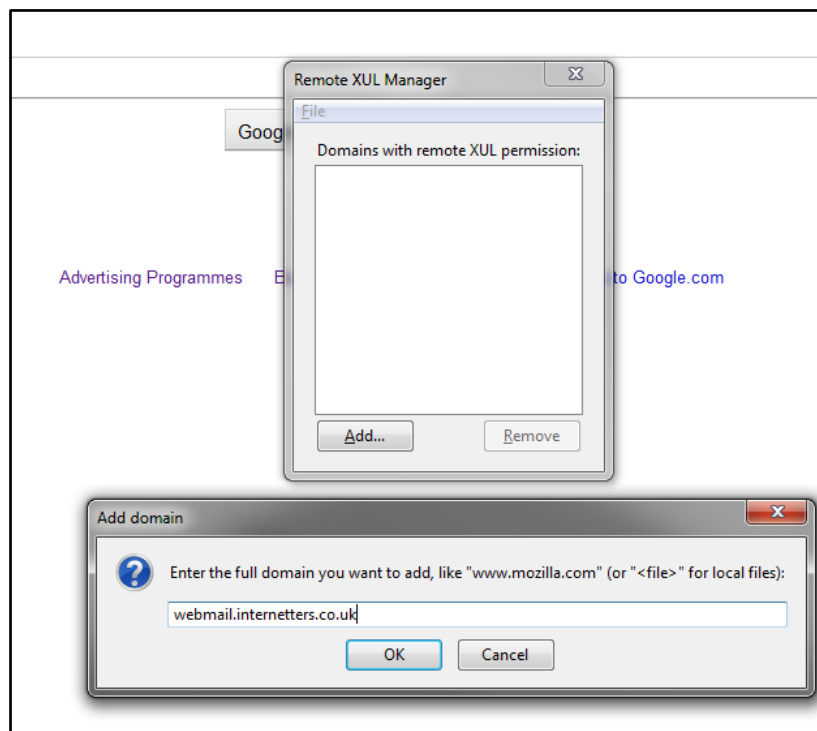 Remote XUL Manager
File
Goog
Domains with remote XUL permission:
Advertising Programmes
to Google.com
Add...
Remove
Add domain
Enter the full domain you want to add, like "www.mozilla.com" (or "<file>" for local files):
webmail.internetters.co.uk
OK
Cancel